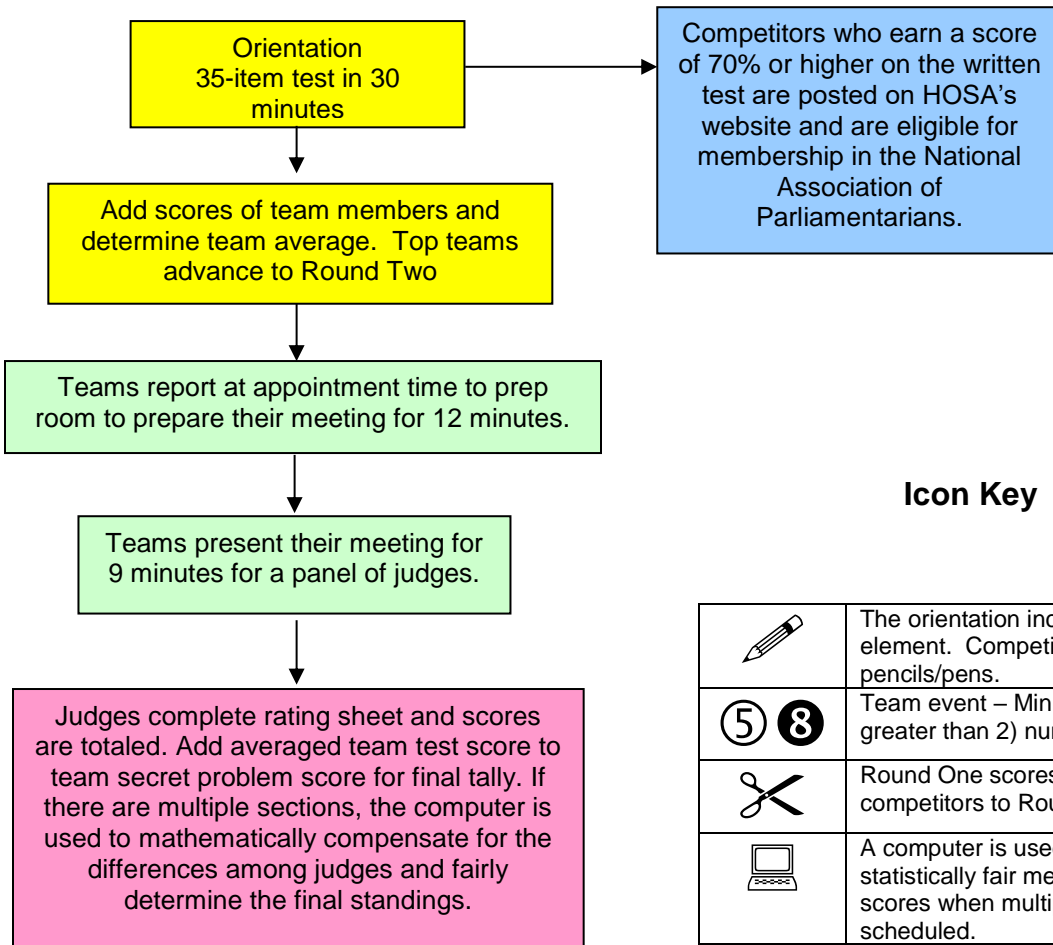 Orientation
35-item test in 30
minutes
Competitors who earn a score
of 70% or higher on the written
test are posted on HOSA's
website and are eligible for
membership in the National
Association of
Parliamentarians.
Add scores of team members and
determine team average. Top teams
advance to Round Two
Teams report at appointment time to prep
room to prepare their meeting for 12 minutes.
Teams present their meeting for
9 minutes for a panel of judges.
Judges complete rating sheet and scores
are totaled. Add averaged team test score to
team secret problem score for final tally. If
there are multiple sections, the computer is
used to mathematically compensate for the
differences among judges and fairly
determine the final standings.
Icon Key
The orientation
element. Competi
pencils/pens.
⑤ ❽
Team event – Min
greater than 2)
Round One scores
competitors to Rou
A computer is use
statistically fair me
scores when multi
scheduled.